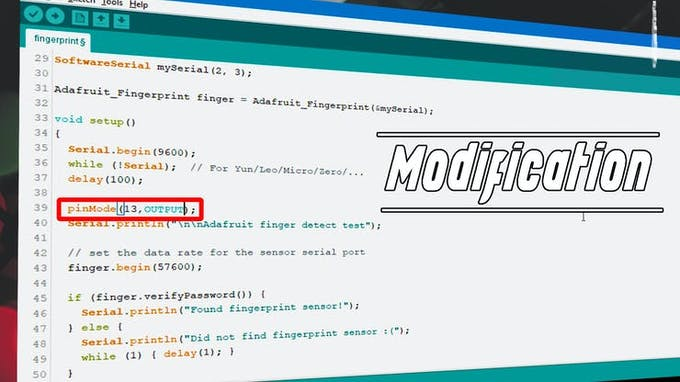 Tools Help
fingerprint §
29 SoftwareSerial mySerial(2, 3);
30
31 Adafruit_Fingerprint finger = Adafruit_Fingerprint(&mySerial);
32
33 void setup()
34 {
35 Serial.begin(9600);
36 while (!Serial); // For Yun/Leo/Micro/Zero/...
37 delay(100);
38
39 pinMode(13,OUTPUT);
40 Serial.println("\n\nAdafruit finger detect test");
41
42 // set the data rate for the sensor serial port
43 finger.begin(57600);
44
45 if (finger.verifyPassword()) {
46 Serial.println("Found fingerprint sensor!");
47 } else {
48 Serial.println("Did not find fingerprint sensor :(");
49 while (1) { delay(1); }
50 }
Modification